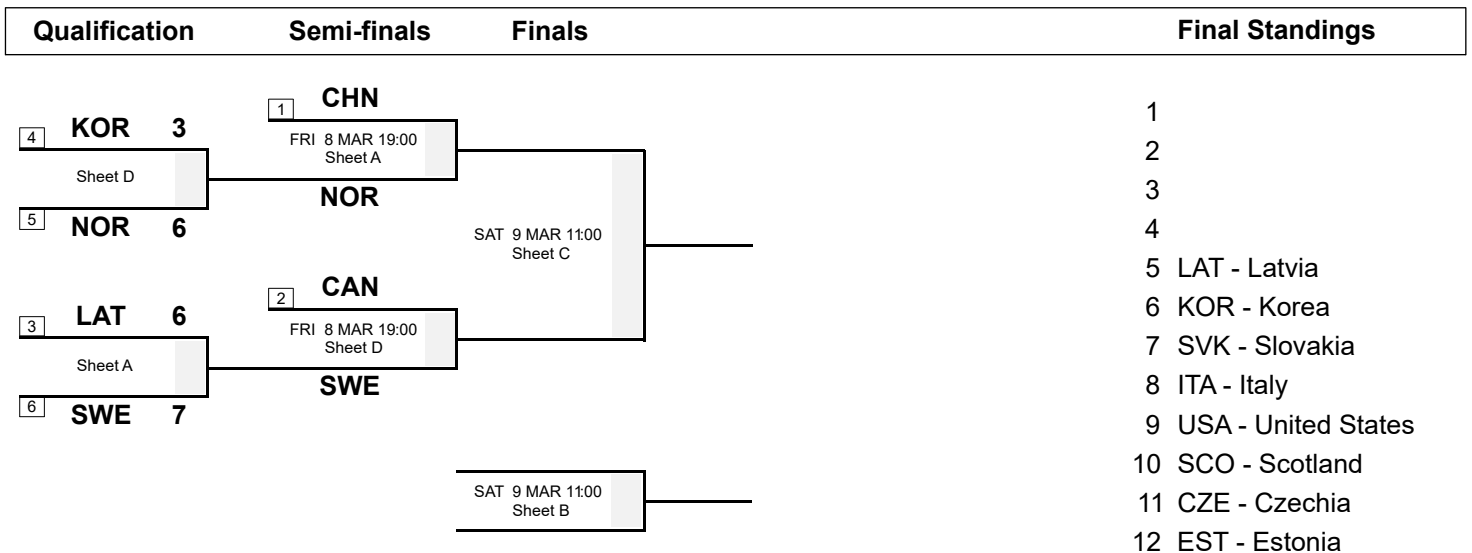 Qualification Semi-finals Finals Final Standings
1 CHN
4 KOR 3
FRI 8 MAR 19:00
Sheet A
Sheet D
NOR
5 NOR 6
SAT 9 MAR 11:00
Sheet C
2 CAN
3 LAT 6
FRI 8 MAR 19:00
Sheet D
Sheet A
SWE
6 SWE 7
SAT 9 MAR 11:00
Sheet B
1
2
3
4
5 LAT - Latvia
6 KOR - Korea
7 SVK - Slovakia
8 ITA - Italy
9 USA - United States
10 SCO - Scotland
11 CZE - Czechia
12 EST - Estonia